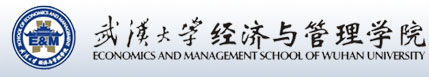 E&M
武漢大学经济与管理学院
ECONOMICS AND MANAGEMENT SCHOOL OF WUHAN UNIVERSITY